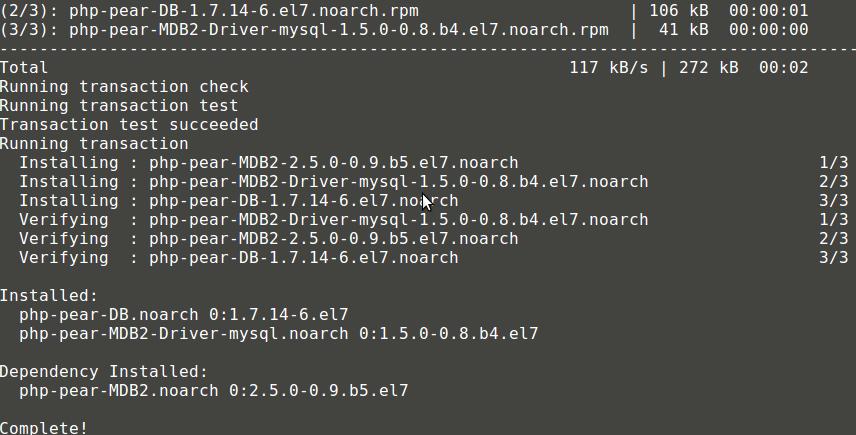 (2/3): php-pear-DB-1.7.14-6.el7.noarch.rpm | 106 kB 00:00:01
(3/3): php-pear-MDB2-Driver-mysql-1.5.0-0.8.b4.el7.noarch.rpm | 41 kB 00:00:00
--------------------------------------------------------------------------------------
Total 117 kB/s | 272 kB 00:02
Running transaction check
Running transaction test
Transaction test succeeded
Running transaction
Installing : php-pear-MDB2-2.5.0-0.9.b5.el7.noarch 1/3
Installing : php-pear-MDB2-Driver-mysql-1.5.0-0.8.b4.el7.noarch 2/3
Installing : php-pear-DB-1.7.14-6.el7.noarch 3/3
Verifying : php-pear-MDB2-Driver-mysql-1.5.0-0.8.b4.el7.noarch 1/3
Verifying : php-pear-MDB2-2.5.0-0.9.b5.el7.noarch 2/3
Verifying : php-pear-DB-1.7.14-6.el7.noarch 3/3
Installed:
php-pear-DB.noarch 0:1.7.14-6.el7
php-pear-MDB2-Driver-mysql.noarch 0:1.5.0-0.8.b4.el7
Dependency Installed:
php-pear-MDB2.noarch 0:2.5.0-0.9.b5.el7
Complete!